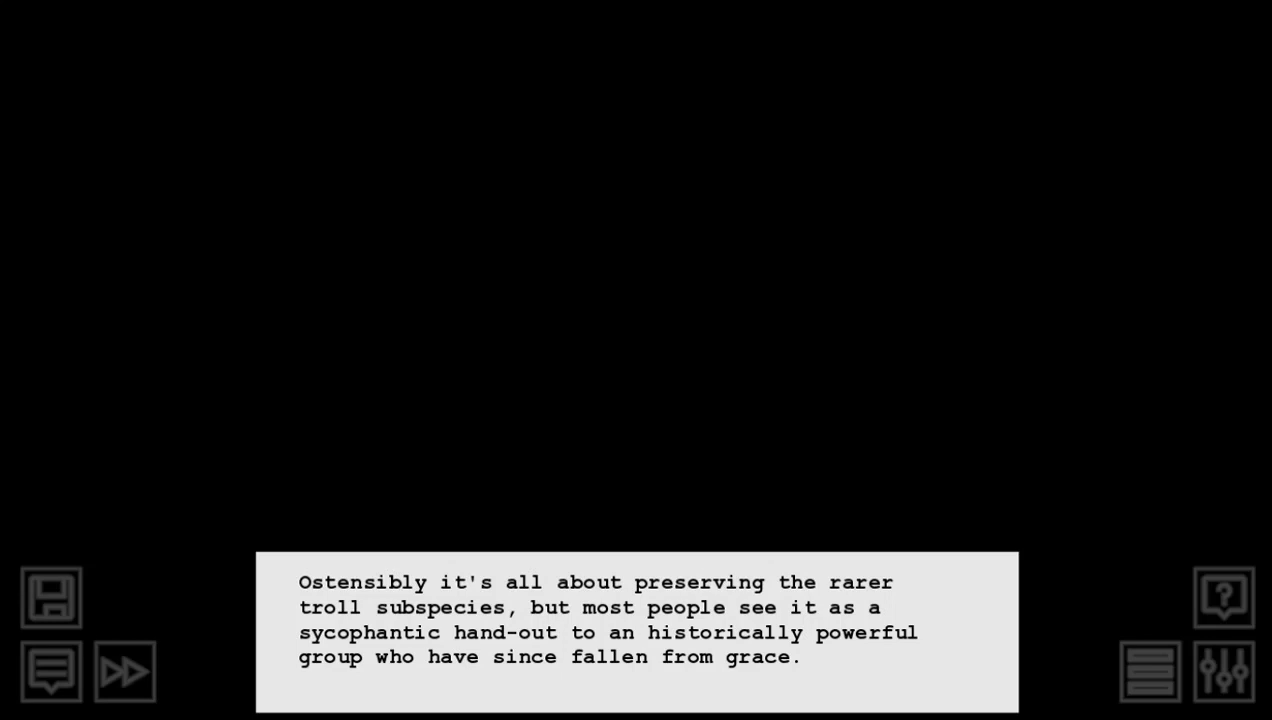 Ostensibly it's all about preserving the rarer
troll subspecies, but most people see it as a
sycophantic hand-out to an historically powerful
group who have since fallen from grace.